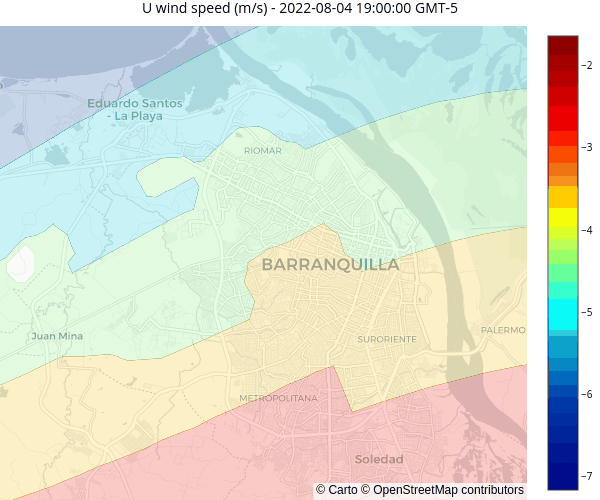 U wind speed (m/s) - 2022-08-04 19:00:00 GMT-5
Eduardo Santos
- La Playa
RIOMAR
BARRANQUILLA
Juan Mina
SURORIENTE
PALERMO
METROPOLITANA
Soledad
−2
−3
−4
−5
−6
−7
© Carto © OpenStreetMap contributors